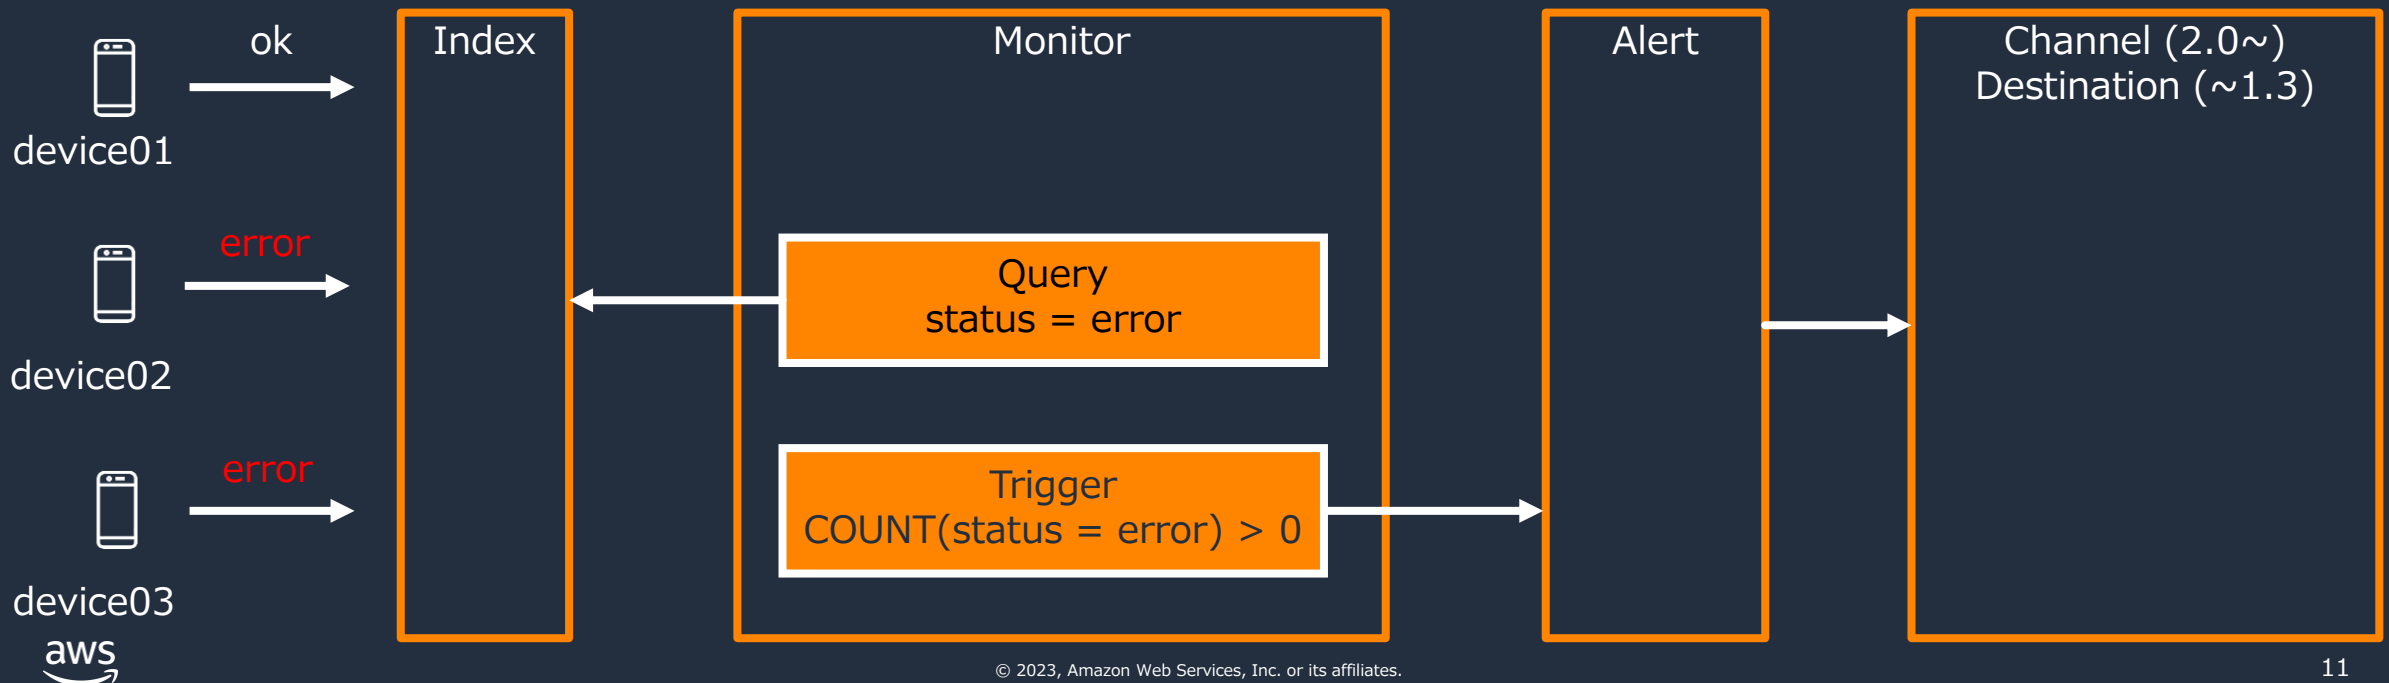 ok
device01
error
device02
error
device03
Index
Monitor
Query
status = error
Trigger
COUNT(status = error) > 0
Alert
Channel (2.0~)
Destination (~1.3)
aws
© 2023, Amazon Web Services, Inc. or its affiliates.
11